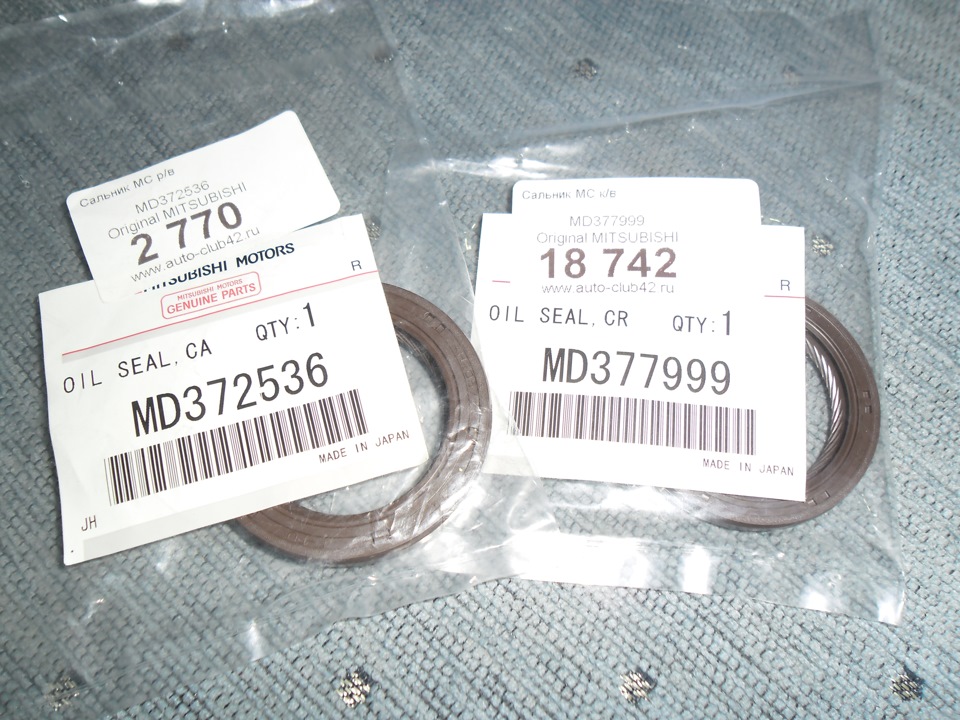 Сальник МС р/в
MD372536
Original MITSUBISHI
2 770
www.auto-club42.ru
MITSUBISHI MOTORS
R
MITSUBISHI MOTORS
GENUINE PARTS
OIL SEAL,CA QTY:1
MD372536
MADE IN JAPAN
JH
Сальник МС к/в
MD377999
Original MITSUBISHI
18 742
www.auto-club42.ru
R
OIL SEAL,CR QTY:1
MD377999
MADE IN JAPAN